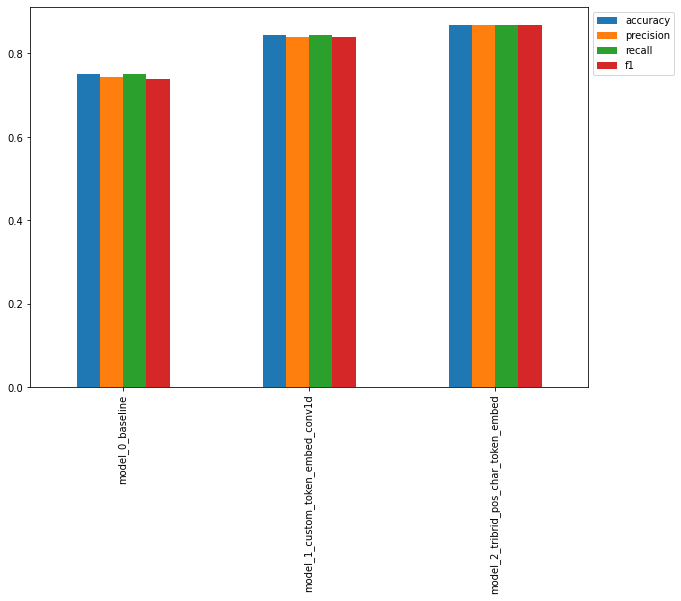 accuracy
precision
recall
f1
0.8
0.6
0.4
0.2
0.0
model_0_baseline
model_1_custom_token_embed_conv1d
model_2_tribrid_pos_char_token_embed